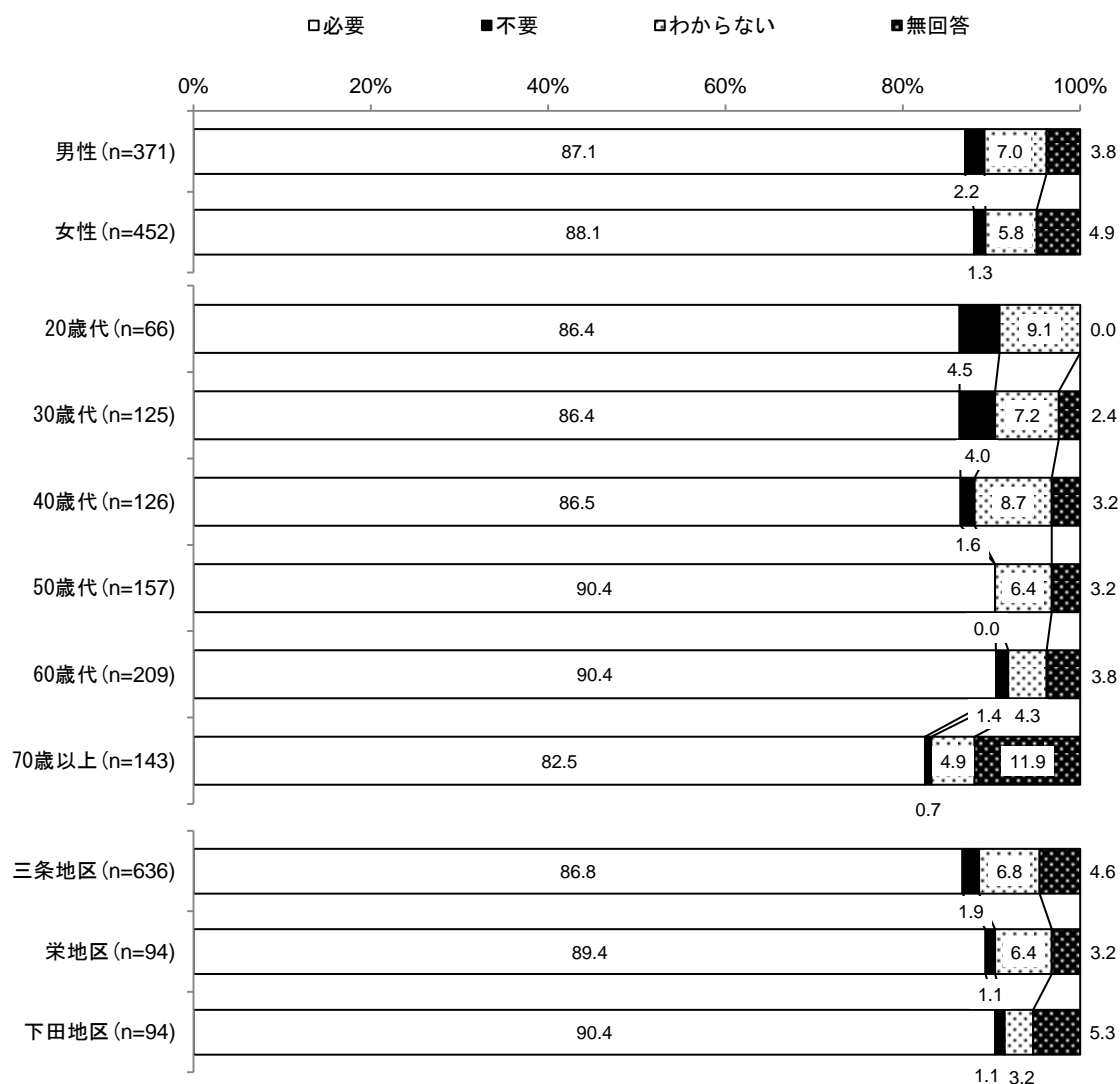 □必要 ■不要 わからない 無回答
0% 20% 40% 60% 80% 100%
男性(n=371) 87.1 7.0 3.8
2.2
女性(n=452) 88.1 5.8 4.9
1.3
20歳代(n=66) 86.4 9.1 0.0
4.5
30歳代(n=125) 86.4 7.2 2.4
4.0
40歳代(n=126) 86.5 8.7 3.2
1.6
50歳代(n=157) 90.4 6.4 3.2
0.0
60歳代(n=209) 90.4 3.8
1.4 4.3
70歳以上(n=143) 82.5 4.9 11.9
0.7
三条地区(n=636) 86.8 6.8 4.6
1.9
栄地区(n=94) 89.4 6.4 3.2
1.1
下田地区(n=94) 90.4 5.3
1.1 3.2